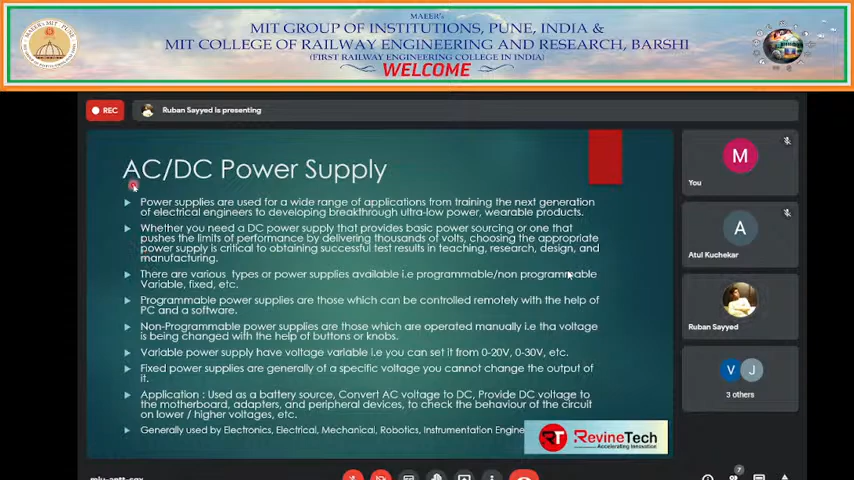 MAEER's
MIT GROUP OF INSTITUTIONS, PUNE, INDIA &
MIT COLLEGE OF RAILWAY ENGINEERING AND RESEARCH, BARSHI
(FIRST RAILWAY ENGINEERING COLLEGE IN INDIA)
WELCOME
REC
Ruban Sayyed is presenting
AC/DC Power Supply
Power supplies are used for a wide range of applications from training the next generation
of electrical engineers to developing breakthrough ultra-low power, wearable products.
Whether you need a DC power supply that provides basic power sourcing or one that
pushes the limits of performance by delivering thousands of volts, choosing the appropriate
power supply is critical to obtaining successful test results in teaching, research, design, and
manufacturing.
There are various types or power supplies available i.e programmable/non programmable
Variable, fixed, etc.
Programmable power supplies are those which can be controlled remotely with the help of
PC and a software.
Non-Programmable power supplies are those which are operated manually i.e tha voltage
is being changed with the help of buttons or knobs.
Variable power supply have voltage variable i.e you can set it from 0-20V, 0-30V, etc.
Fixed power supplies are generally of a specific voltage you cannot change the output of
it.
Application : Used as a battery source, Convert AC voltage to DC, Provide DC voltage to
the motherboard, adapters, and peripheral devices, to check the behaviour of the circuit
on lower / higher voltages, etc.
Generally used by Electronics, Electrical, Mechanical, Robotics, Instrumentation Engine
RT RevineTech
Accelerating Innovation
M
You
A
Atul Kuchekar
Ruban Sayyed
V J
3 others
7